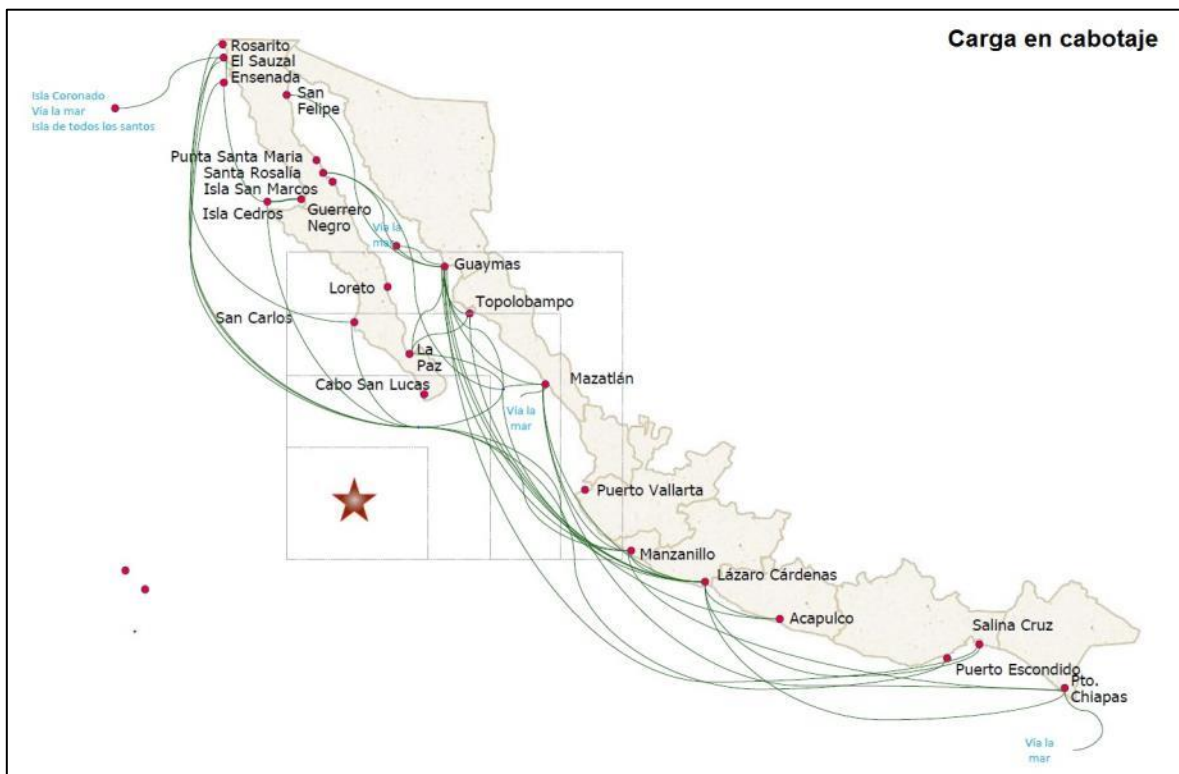 Carga en cabotaje
Rosarito
El Sauzal
Ensenada
Isla Coronado
Vía la mar
Isla de todos los santos
San
Felipe
Punta Santa Maria
Santa Rosalía
Isla San Marcos
Isla Cedros
Guerrero
Negro
Vía la
mar
Guaymas
Loreto
Topolobampo
San Carlos
La
Paz
Mazatlán
Cabo San Lucas
Vía la
mar
Puerto Vallarta
Manzanillo
Lázaro Cárdenas
Acapulco
Salina Cruz
Puerto Escondido
Pto.
Chiapas
Vía la
mar